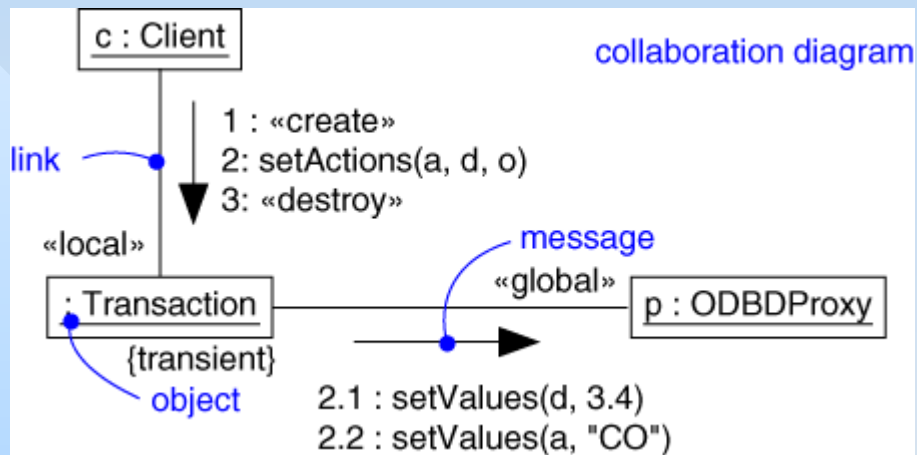 c : Client
collaboration diagram
1 : «create»
link
2: setActions(a, d, o)
3: «destroy»
«local»
message
«global»
: Transaction
p : ODBDProxy
{transient}
object
2.1 : setValues(d, 3.4)
2.2 : setValues(a, "CO")